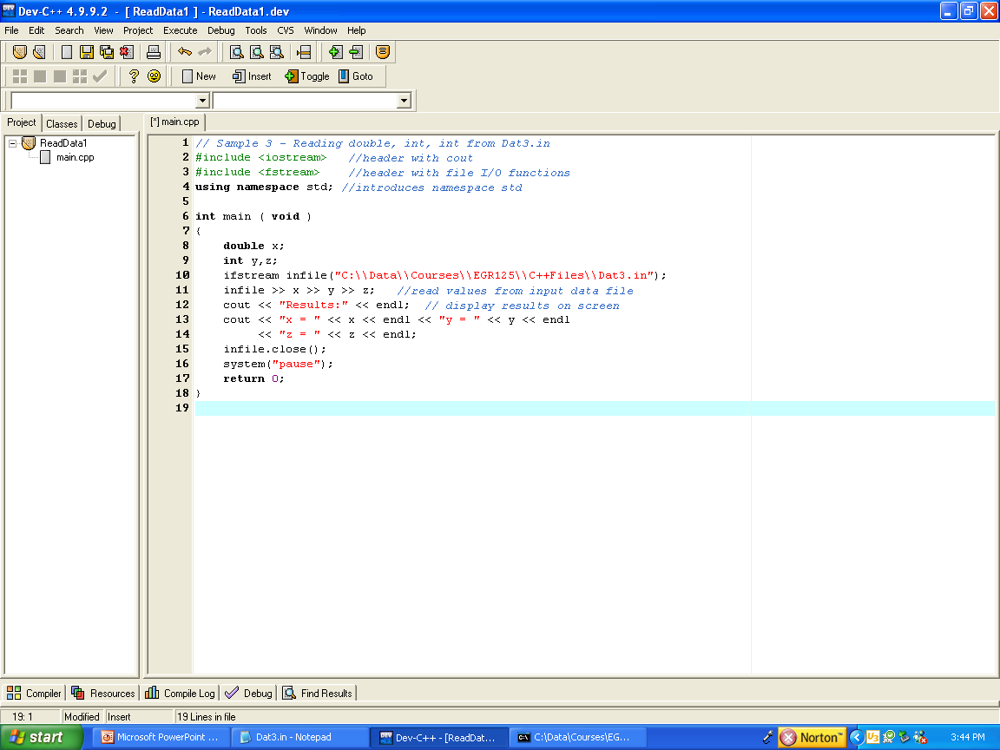 Dev-C++ 4.9.9.2 - [ ReadData1 ] - ReadData1.dev
File Edit Search View Project Execute Debug Tools CVS Window Help
New Insert Toggle Goto
Project Classes Debug
[*] main.cpp
ReadData1
main.cpp
1 // Sample 3 - Reading double, int, int from Dat3.in
2 #include <iostream> //header with cout
3 #include <fstream> //header with file I/O functions
4 using namespace std; //introduces namespace std
5
6 int main ( void )
7 {
8 double x;
9 int y,z;
10 ifstream infile("C:\\Data\\Courses\\EGR125\\C++Files\\Dat3.in");
11 infile >> x >> y >> z; //read values from input data file
12 cout << "Results:" << endl; // display results on screen
13 cout << "x = " << x << endl << "y = " << y << endl
14 << "z = " << z << endl;
15 infile.close();
16 system("pause");
17 return 0;
18 }
19
Compiler Resources Compile Log Debug Find Results
19: 1 Modified Insert 19 Lines in file
start Microsoft PowerPoint ... Dat3.in - Notepad Dev-C++ - [ReadDat... C:\Data\Courses\EG... Norton™ 3:44 PM